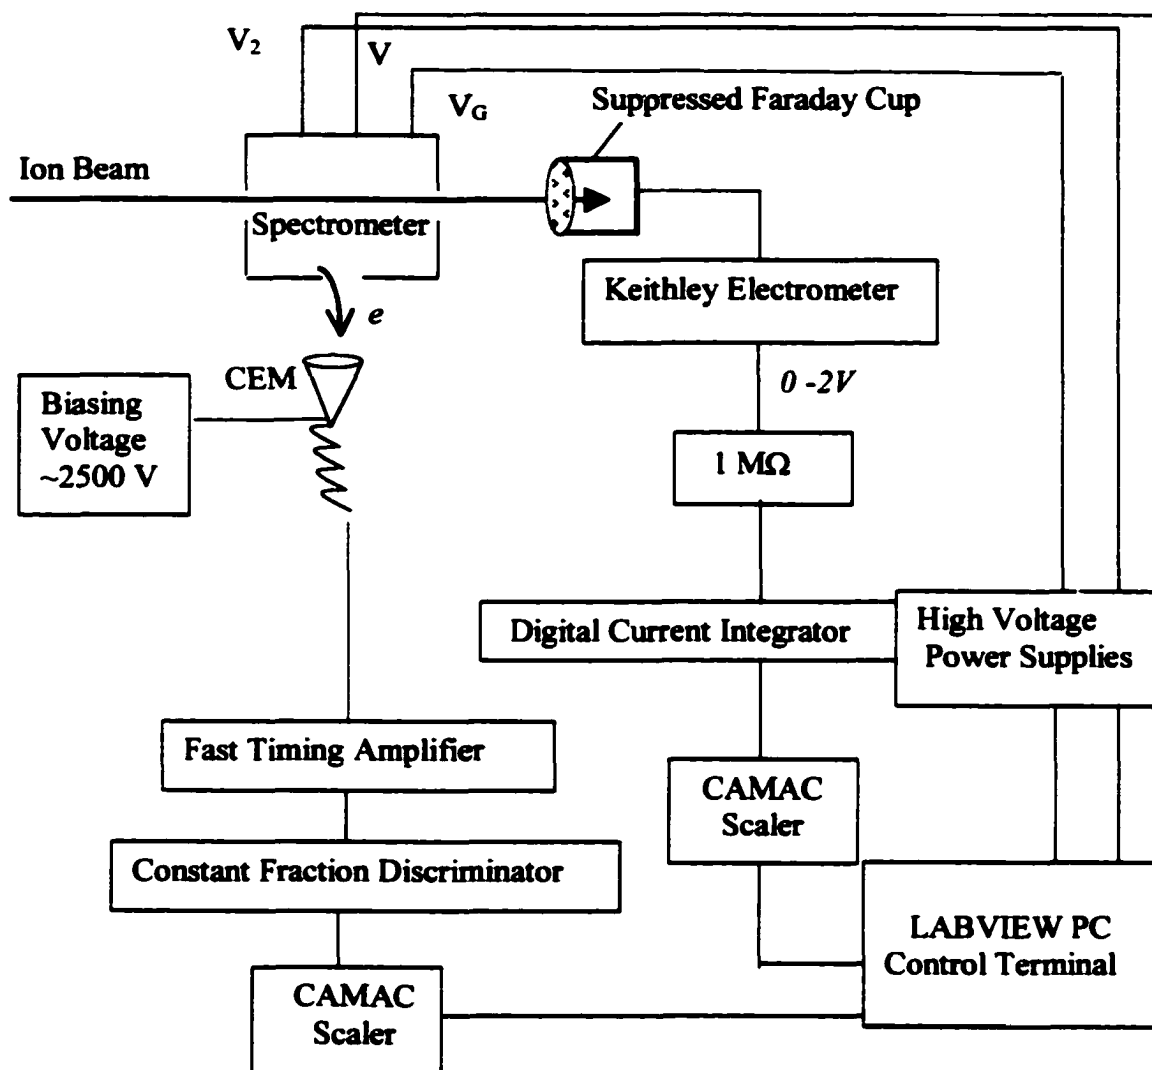 V2
V
VG
Suppressed Faraday Cup
Ion Beam
Spectrometer
Keithley Electrometer
e
CEM
0 -2V
Biasing
Voltage
~2500 V
1 MΩ
Digital Current Integrator
High Voltage
Power Supplies
Fast Timing Amplifier
CAMAC
Scaler
Constant Fraction Discriminator
LABVIEW PC
Control Terminal
CAMAC
Scaler